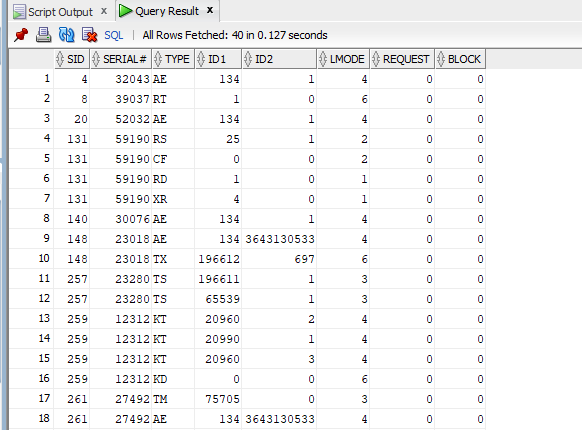 Script Output x Query Result x
SQL | All Rows Fetched: 40 in 0.127 seconds
SID SERIAL# TYPE ID1 ID2 LMODE REQUEST BLOCK
1 4 32043 AE 134 1 4 0 0
2 8 39037 RT 1 0 6 0 0
3 20 52032 AE 134 1 4 0 0
4 131 59190 RS 25 1 2 0 0
5 131 59190 CF 0 0 2 0 0
6 131 59190 RD 1 0 1 0 0
7 131 59190 XR 4 0 1 0 0
8 140 30076 AE 134 1 4 0 0
9 148 23018 AE 134 3643130533 4 0 0
10 148 23018 TX 196612 697 6 0 0
11 257 23280 TS 196611 1 3 0 0
12 257 23280 TS 65539 1 3 0 0
13 259 12312 KT 20960 2 4 0 0
14 259 12312 KT 20990 1 4 0 0
15 259 12312 KT 20960 3 4 0 0
16 259 12312 KD 0 0 6 0 0
17 261 27492 TM 75705 0 3 0 0
18 261 27492 AE 134 3643130533 4 0 0